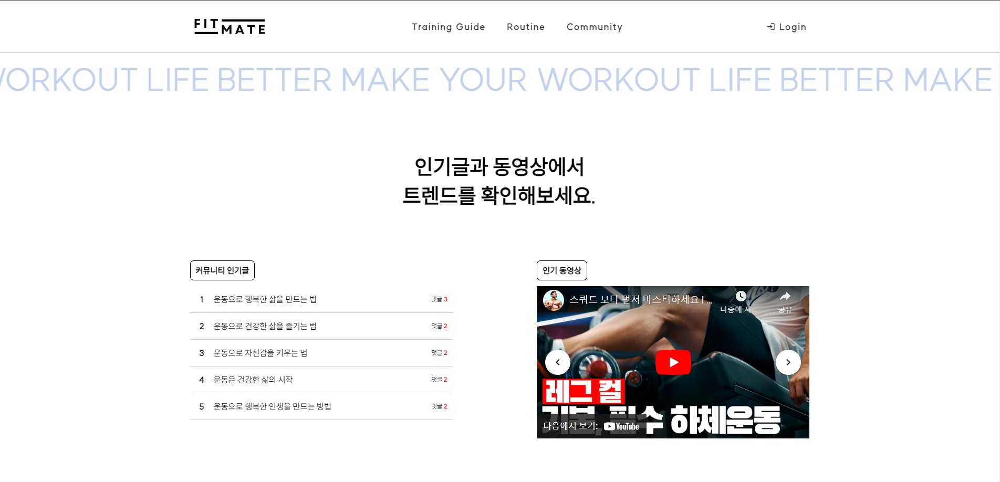 FITMATE
Training Guide
Routine
Community
Login
WORKOUT LIFE BETTER MAKE YOUR WORKOUT LIFE BETTER MAKE
인기글과 동영상에서
트렌드를 확인해보세요.
커뮤니티 인기글
1 운동으로 행복한 삶을 만드는 법 댓글 3
2 운동으로 건강한 삶을 즐기는 법 댓글 2
3 운동으로 자신감을 키우는 법 댓글 2
4 운동은 건강한 삶의 시작 댓글 2
5 운동으로 행복한 인생을 만드는 방법 댓글 2
인기 동영상
스쿼트 보다 먼저 마스터하세요 | ...
나중에 시...
공유
레그 컬
기본, 필수 하체운동
다음에서 보기: YouTube